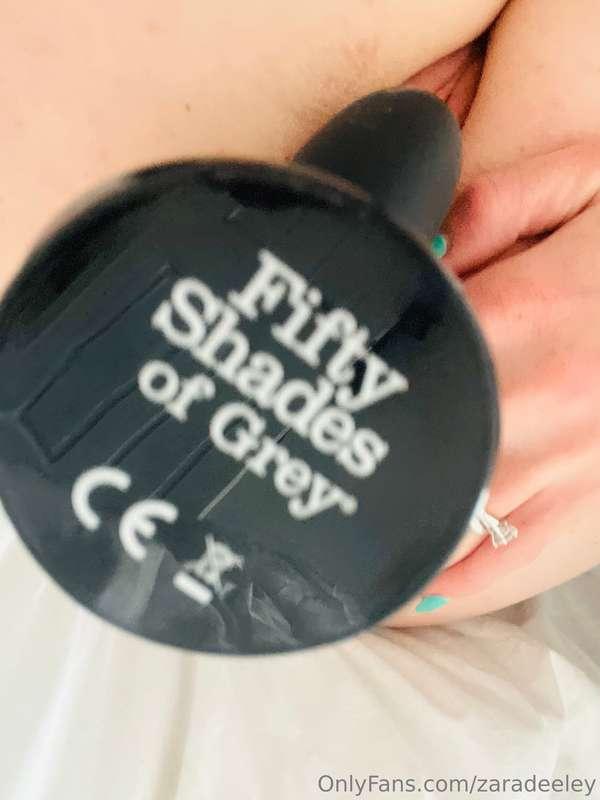 Fifty
Shades
of Grey
CE
OnlyFans.com/zaradeeley